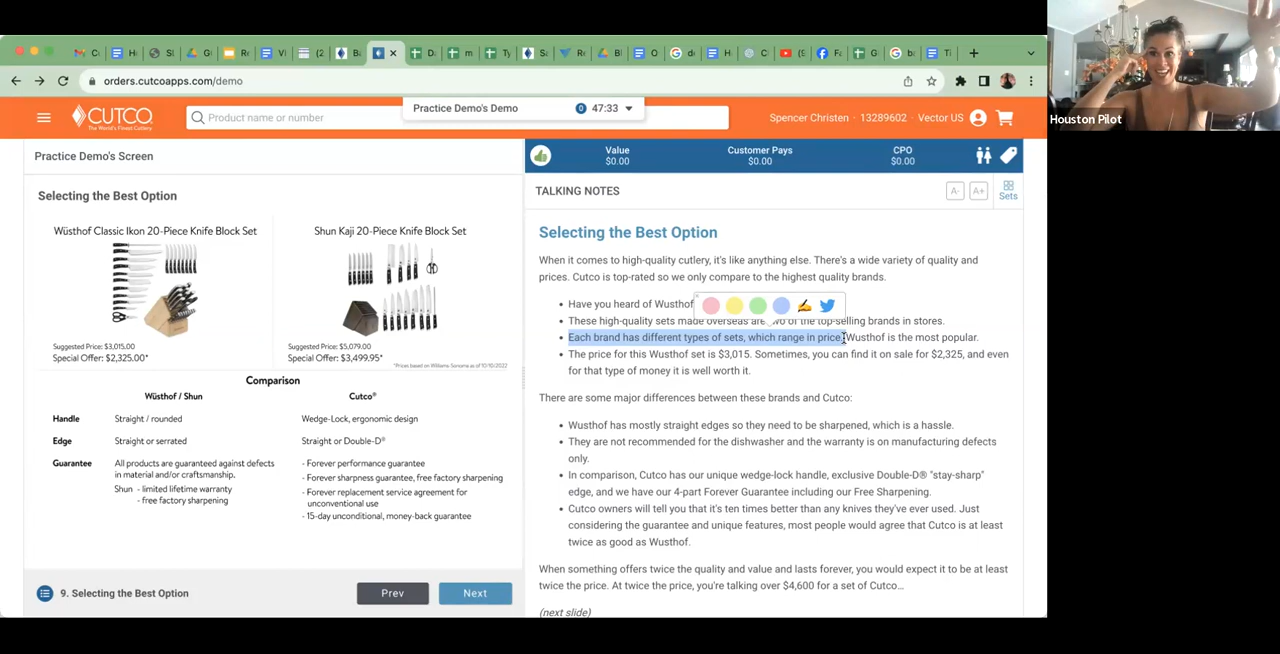 orders.cutcoapps.com/demo
CUTCO
The World's Finest Cutlery
Product name or number
Practice Demo's Demo
0 47:33
Spencer Christen · 13289602 · Vector US
Houston Pilot
Practice Demo's Screen
Selecting the Best Option
Wüsthof Classic Ikon 20-Piece Knife Block Set
Shun Kaji 20-Piece Knife Block Set
Suggested Price: $3,015.00
Special Offer: $2,325.00*
Suggested Price: $5,079.00
Special Offer: $3,499.95*
*Prices based on Williams Sonoma as of 10/10/2022
Comparison
Wüsthof / Shun
Cutco®
Handle
Straight / rounded
Wedge-Lock, ergonomic design
Edge
Straight or serrated
Straight or Double-D®
Guarantee
All products are guaranteed against defects
in material and/or craftsmanship.
Shun - limited lifetime warranty
- free factory sharpening
- Forever performance guarantee
- Forever sharpness guarantee, free factory sharpening
- Forever replacement service agreement for
unconventional use
- 15-day unconditional, money-back guarantee
9. Selecting the Best Option
Prev
Next
Value
$0.00
Customer Pays
$0.00
CPO
$0.00
TALKING NOTES
A-
A+
Sets
Selecting the Best Option
When it comes to high-quality cutlery, it's like anything else. There's a wide variety of quality and
prices. Cutco is top-rated so we only compare to the highest quality brands.
• Have you heard of Wusthof
• These high-quality sets made overseas are two of the top-selling brands in stores.
• Each brand has different types of sets, which range in price. Wusthof is the most popular.
• The price for this Wusthof set is $3,015. Sometimes, you can find it on sale for $2,325, and even
for that type of money it is well worth it.
There are some major differences between these brands and Cutco:
• Wusthof has mostly straight edges so they need to be sharpened, which is a hassle.
• They are not recommended for the dishwasher and the warranty is on manufacturing defects
only.
• In comparison, Cutco has our unique wedge-lock handle, exclusive Double-D® "stay-sharp"
edge, and we have our 4-part Forever Guarantee including our Free Sharpening.
• Cutco owners will tell you that it's ten times better than any knives they've ever used. Just
considering the guarantee and unique features, most people would agree that Cutco is at least
twice as good as Wusthof.
When something offers twice the quality and value and lasts forever, you would expect it to be at least
twice the price. At twice the price, you're talking over $4,600 for a set of Cutco…
(next slide)